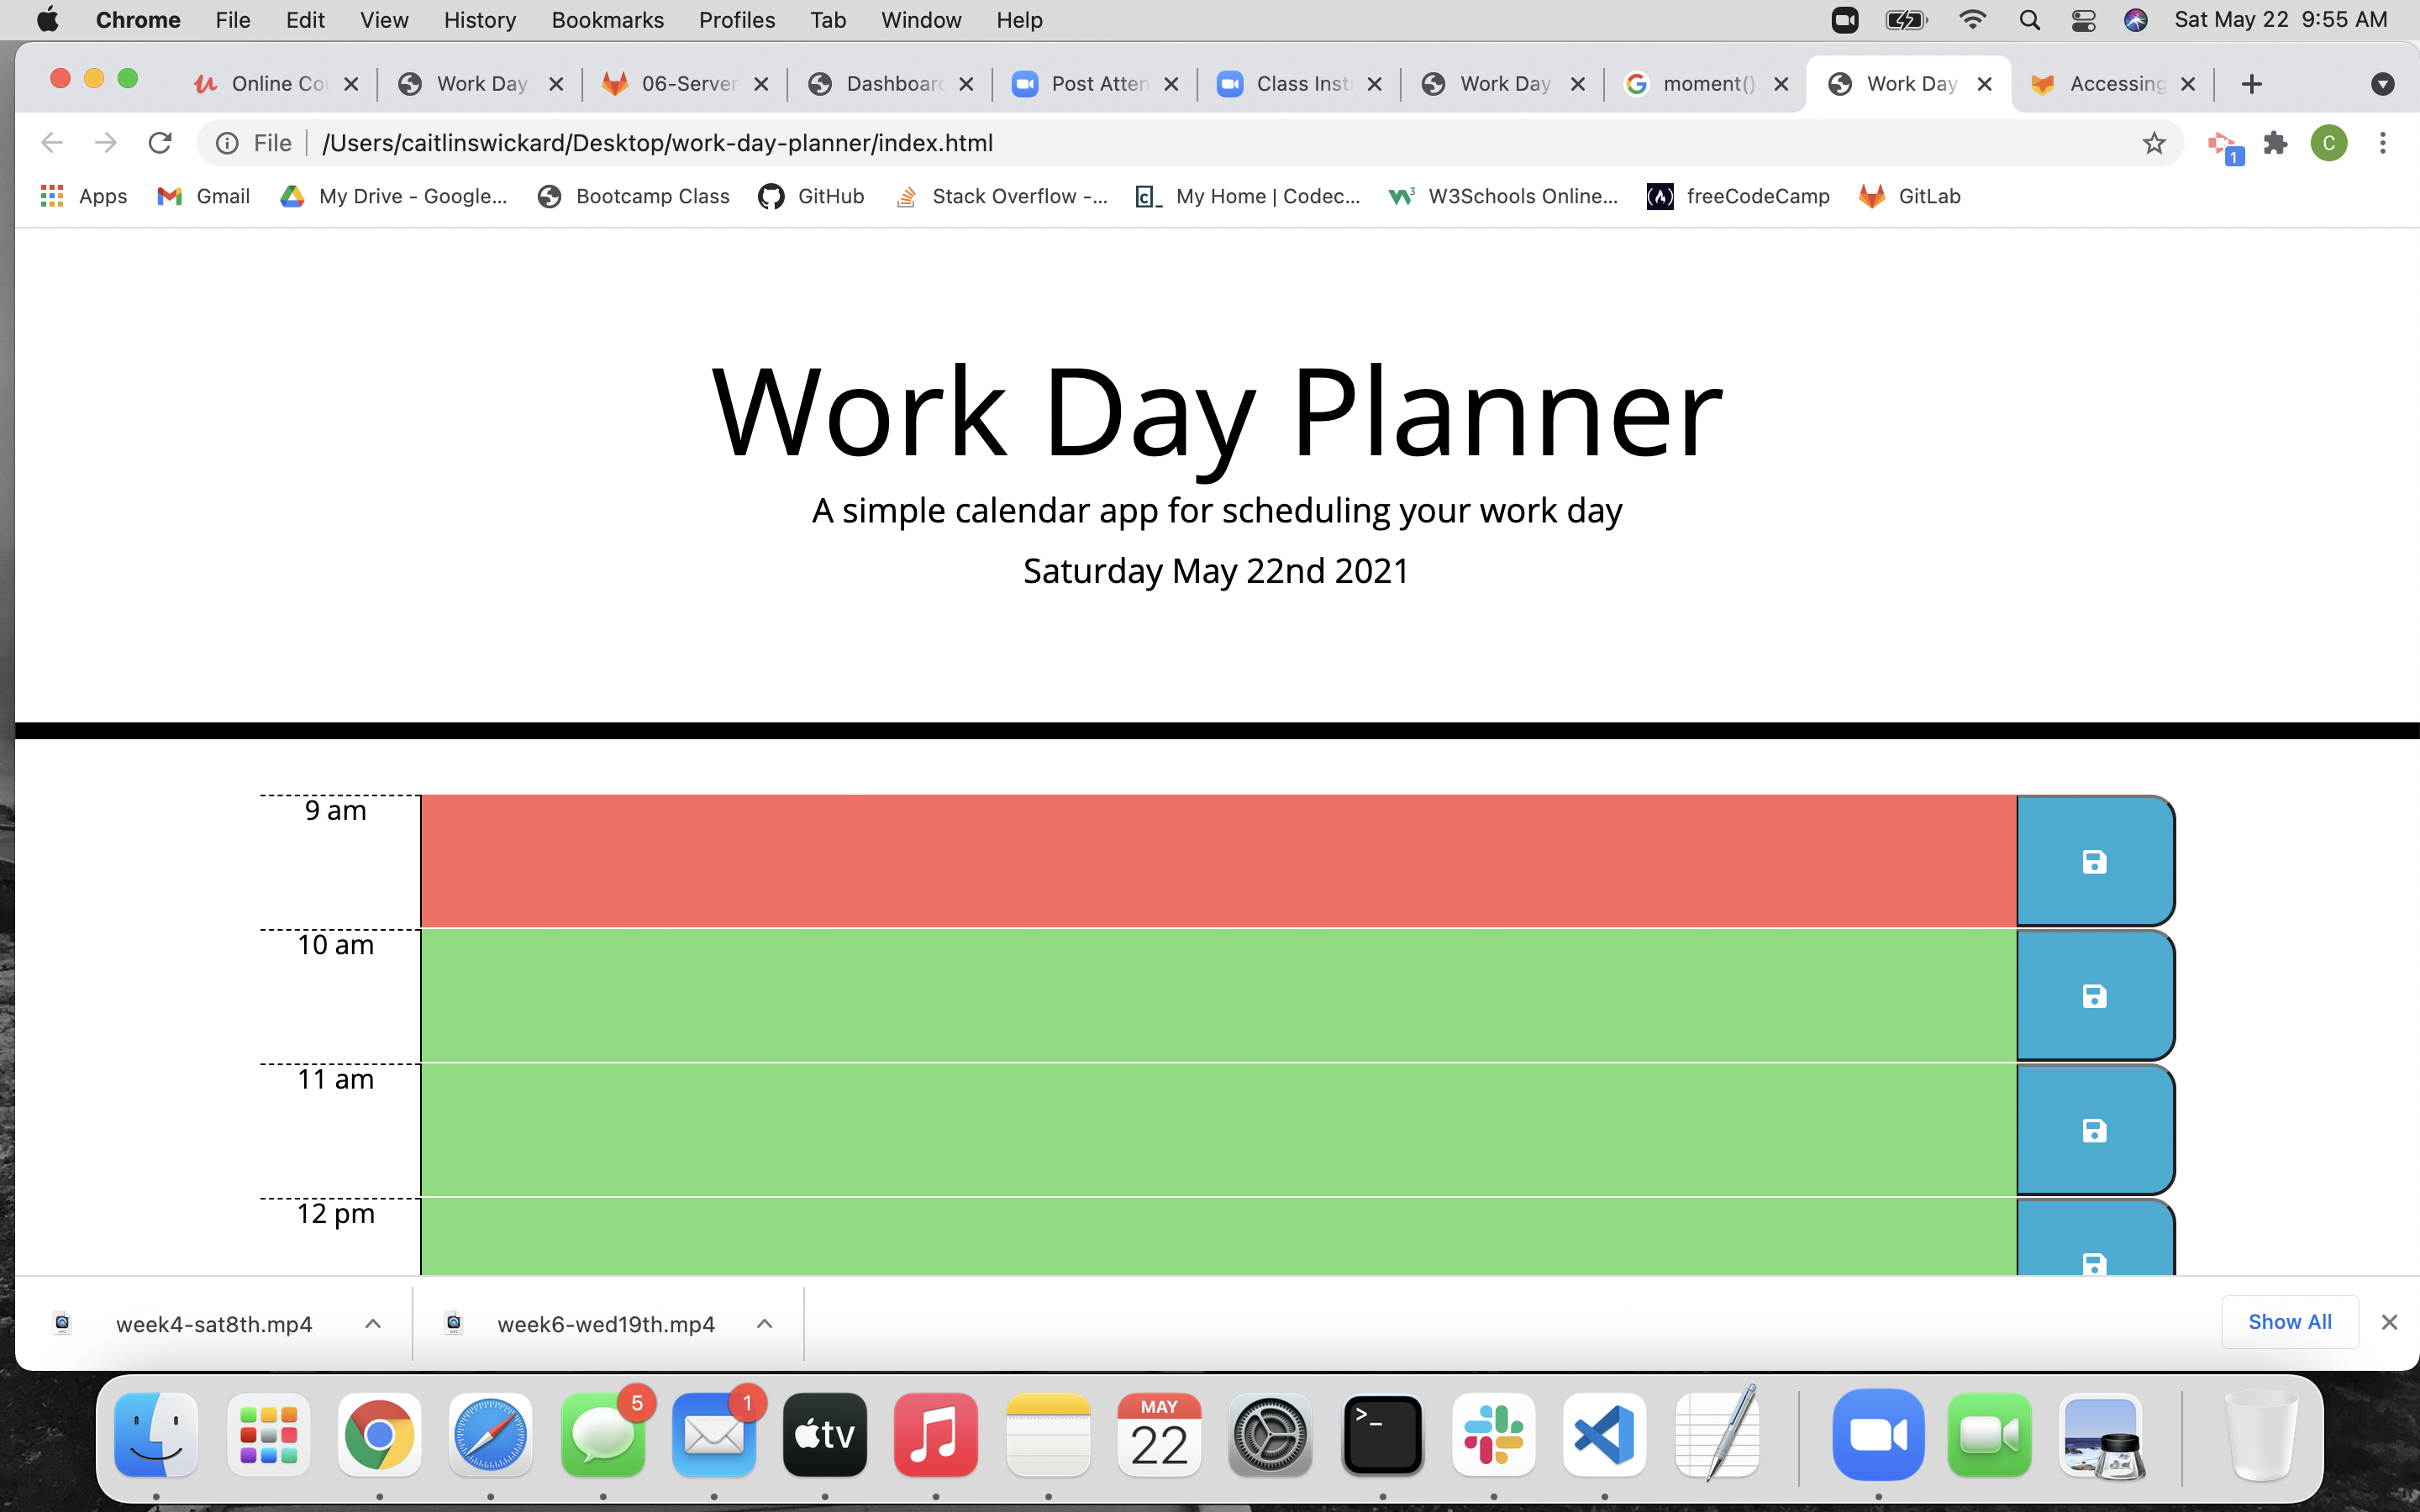 Chrome File Edit View History Bookmarks Profiles Tab Window Help Sat May 22 9:55 AM
Online Cou Work Day 06-Server Dashboard Post Atten Class Inst Work Day moment() Work Day Accessing
File /Users/caitlinswickard/Desktop/work-day-planner/index.html 1 C
Apps Gmail My Drive - Google... Bootcamp Class GitHub Stack Overflow -... My Home | Codec... W3Schools Online... freeCodeCamp GitLab
Work Day Planner
A simple calendar app for scheduling your work day
Saturday May 22nd 2021
9 am
10 am
11 am
12 pm
week4-sat8th.mp4 week6-wed19th.mp4 Show All
5 1 tv MAY 22 >_